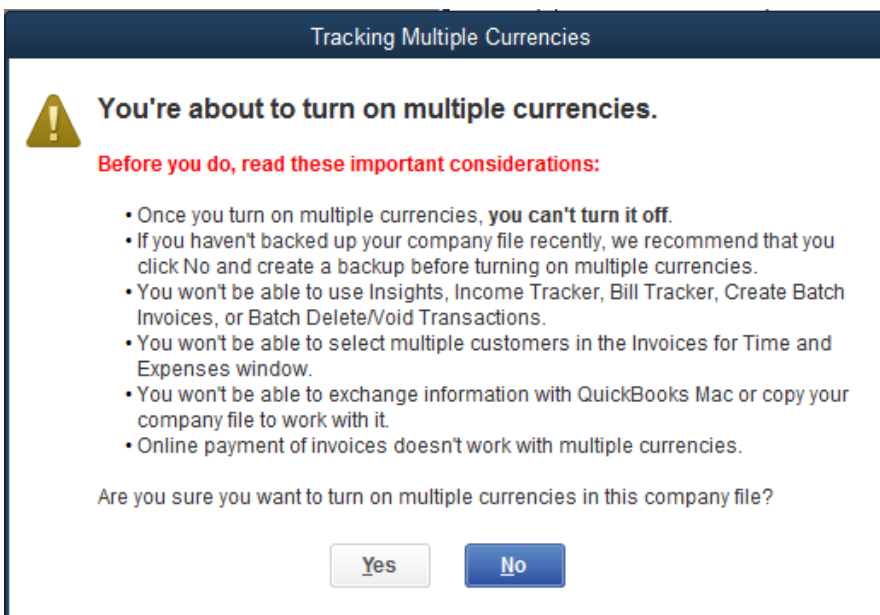 Tracking Multiple Currencies
You're about to turn on multiple currencies.
Before you do, read these important considerations:
• Once you turn on multiple currencies, you can't turn it off.
• If you haven't backed up your company file recently, we recommend that you
click No and create a backup before turning on multiple currencies.
• You won't be able to use Insights, Income Tracker, Bill Tracker, Create Batch
Invoices, or Batch Delete/Void Transactions.
• You won't be able to select multiple customers in the Invoices for Time and
Expenses window.
• You won't be able to exchange information with QuickBooks Mac or copy your
company file to work with it.
• Online payment of invoices doesn't work with multiple currencies.
Are you sure you want to turn on multiple currencies in this company file?
Yes No